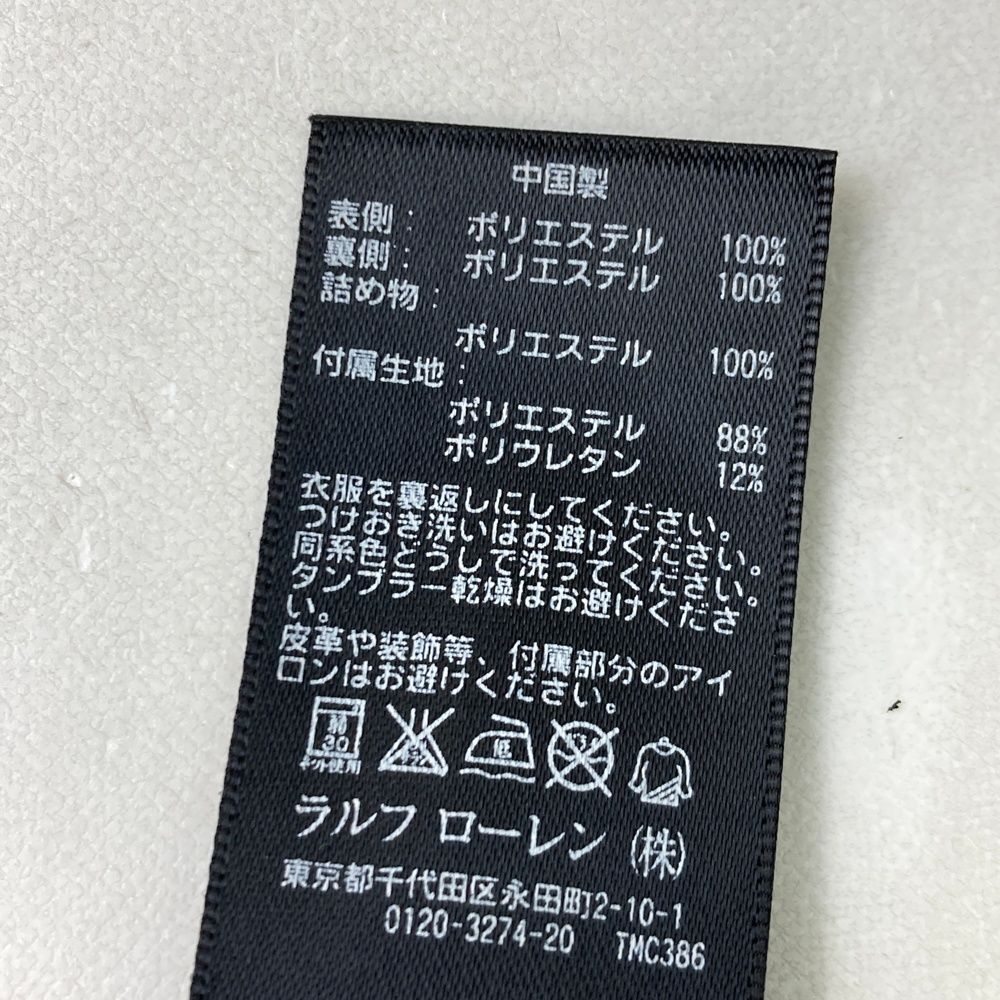 中国製
表側: ポリエステル 100%
裏側: ポリエステル 100%
詰め物:
ポリエステル 100%
付属生地:
ポリエステル 88%
ポリウレタン 12%
衣服を裏返しにしてください。
つけおき洗いはお避けください。
同系色どうしで洗ってください。
タンブラー乾燥はお避けくださ
い。
皮革や装飾等、付属部分のアイ
ロンはお避けください。
弱
30 低
ネット使用
ラルフ ローレン (株)
東京都千代田区永田町2-10-1
0120-3274-20 TMC386